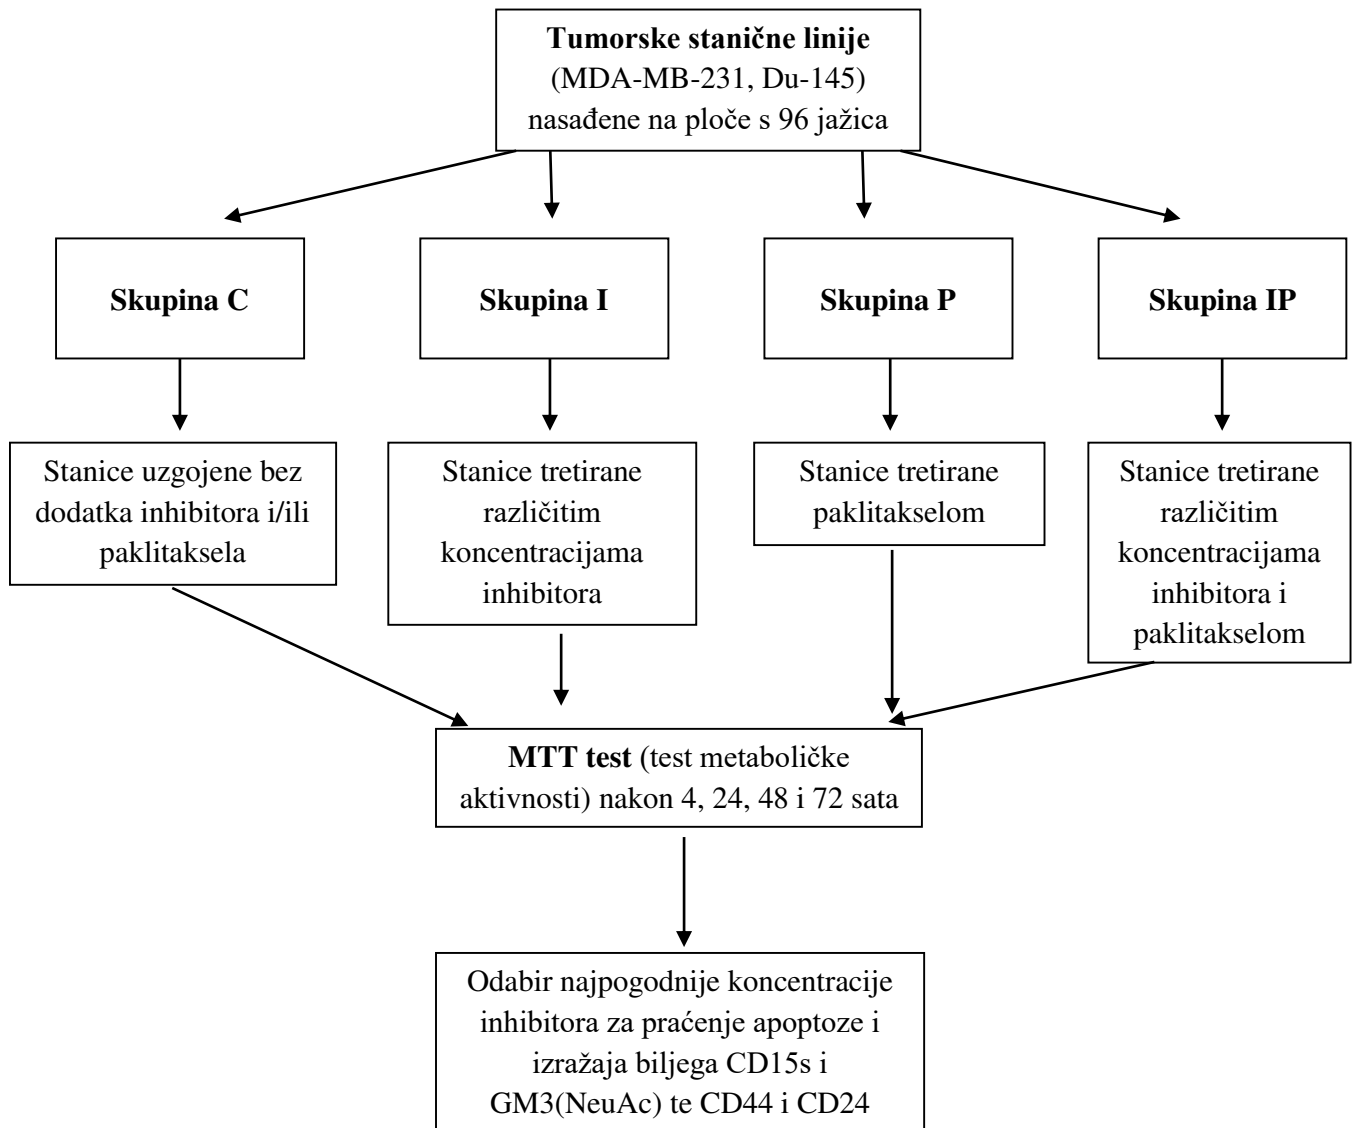 Tumorske stanične linije
(MDA-MB-231, Du-145)
nasađene na ploče s 96 jažica
Skupina C
Skupina I
Skupina P
Skupina IP
Stanice uzgojene bez
dodatka inhibitora i/ili
paklitaksela
Stanice tretirane
različitim
koncentracijama
inhibitora
Stanice tretirane
paklitakselom
Stanice tretirane
različitim
koncentracijama
inhibitora i
paklitakselom
MTT test (test metaboličke
aktivnosti) nakon 4, 24, 48 i 72 sata
Odabir najpogodnije koncentracije
inhibitora za praćenje apoptoze i
izražaja biljega CD15s i
GM3(NeuAc) te CD44 i CD24